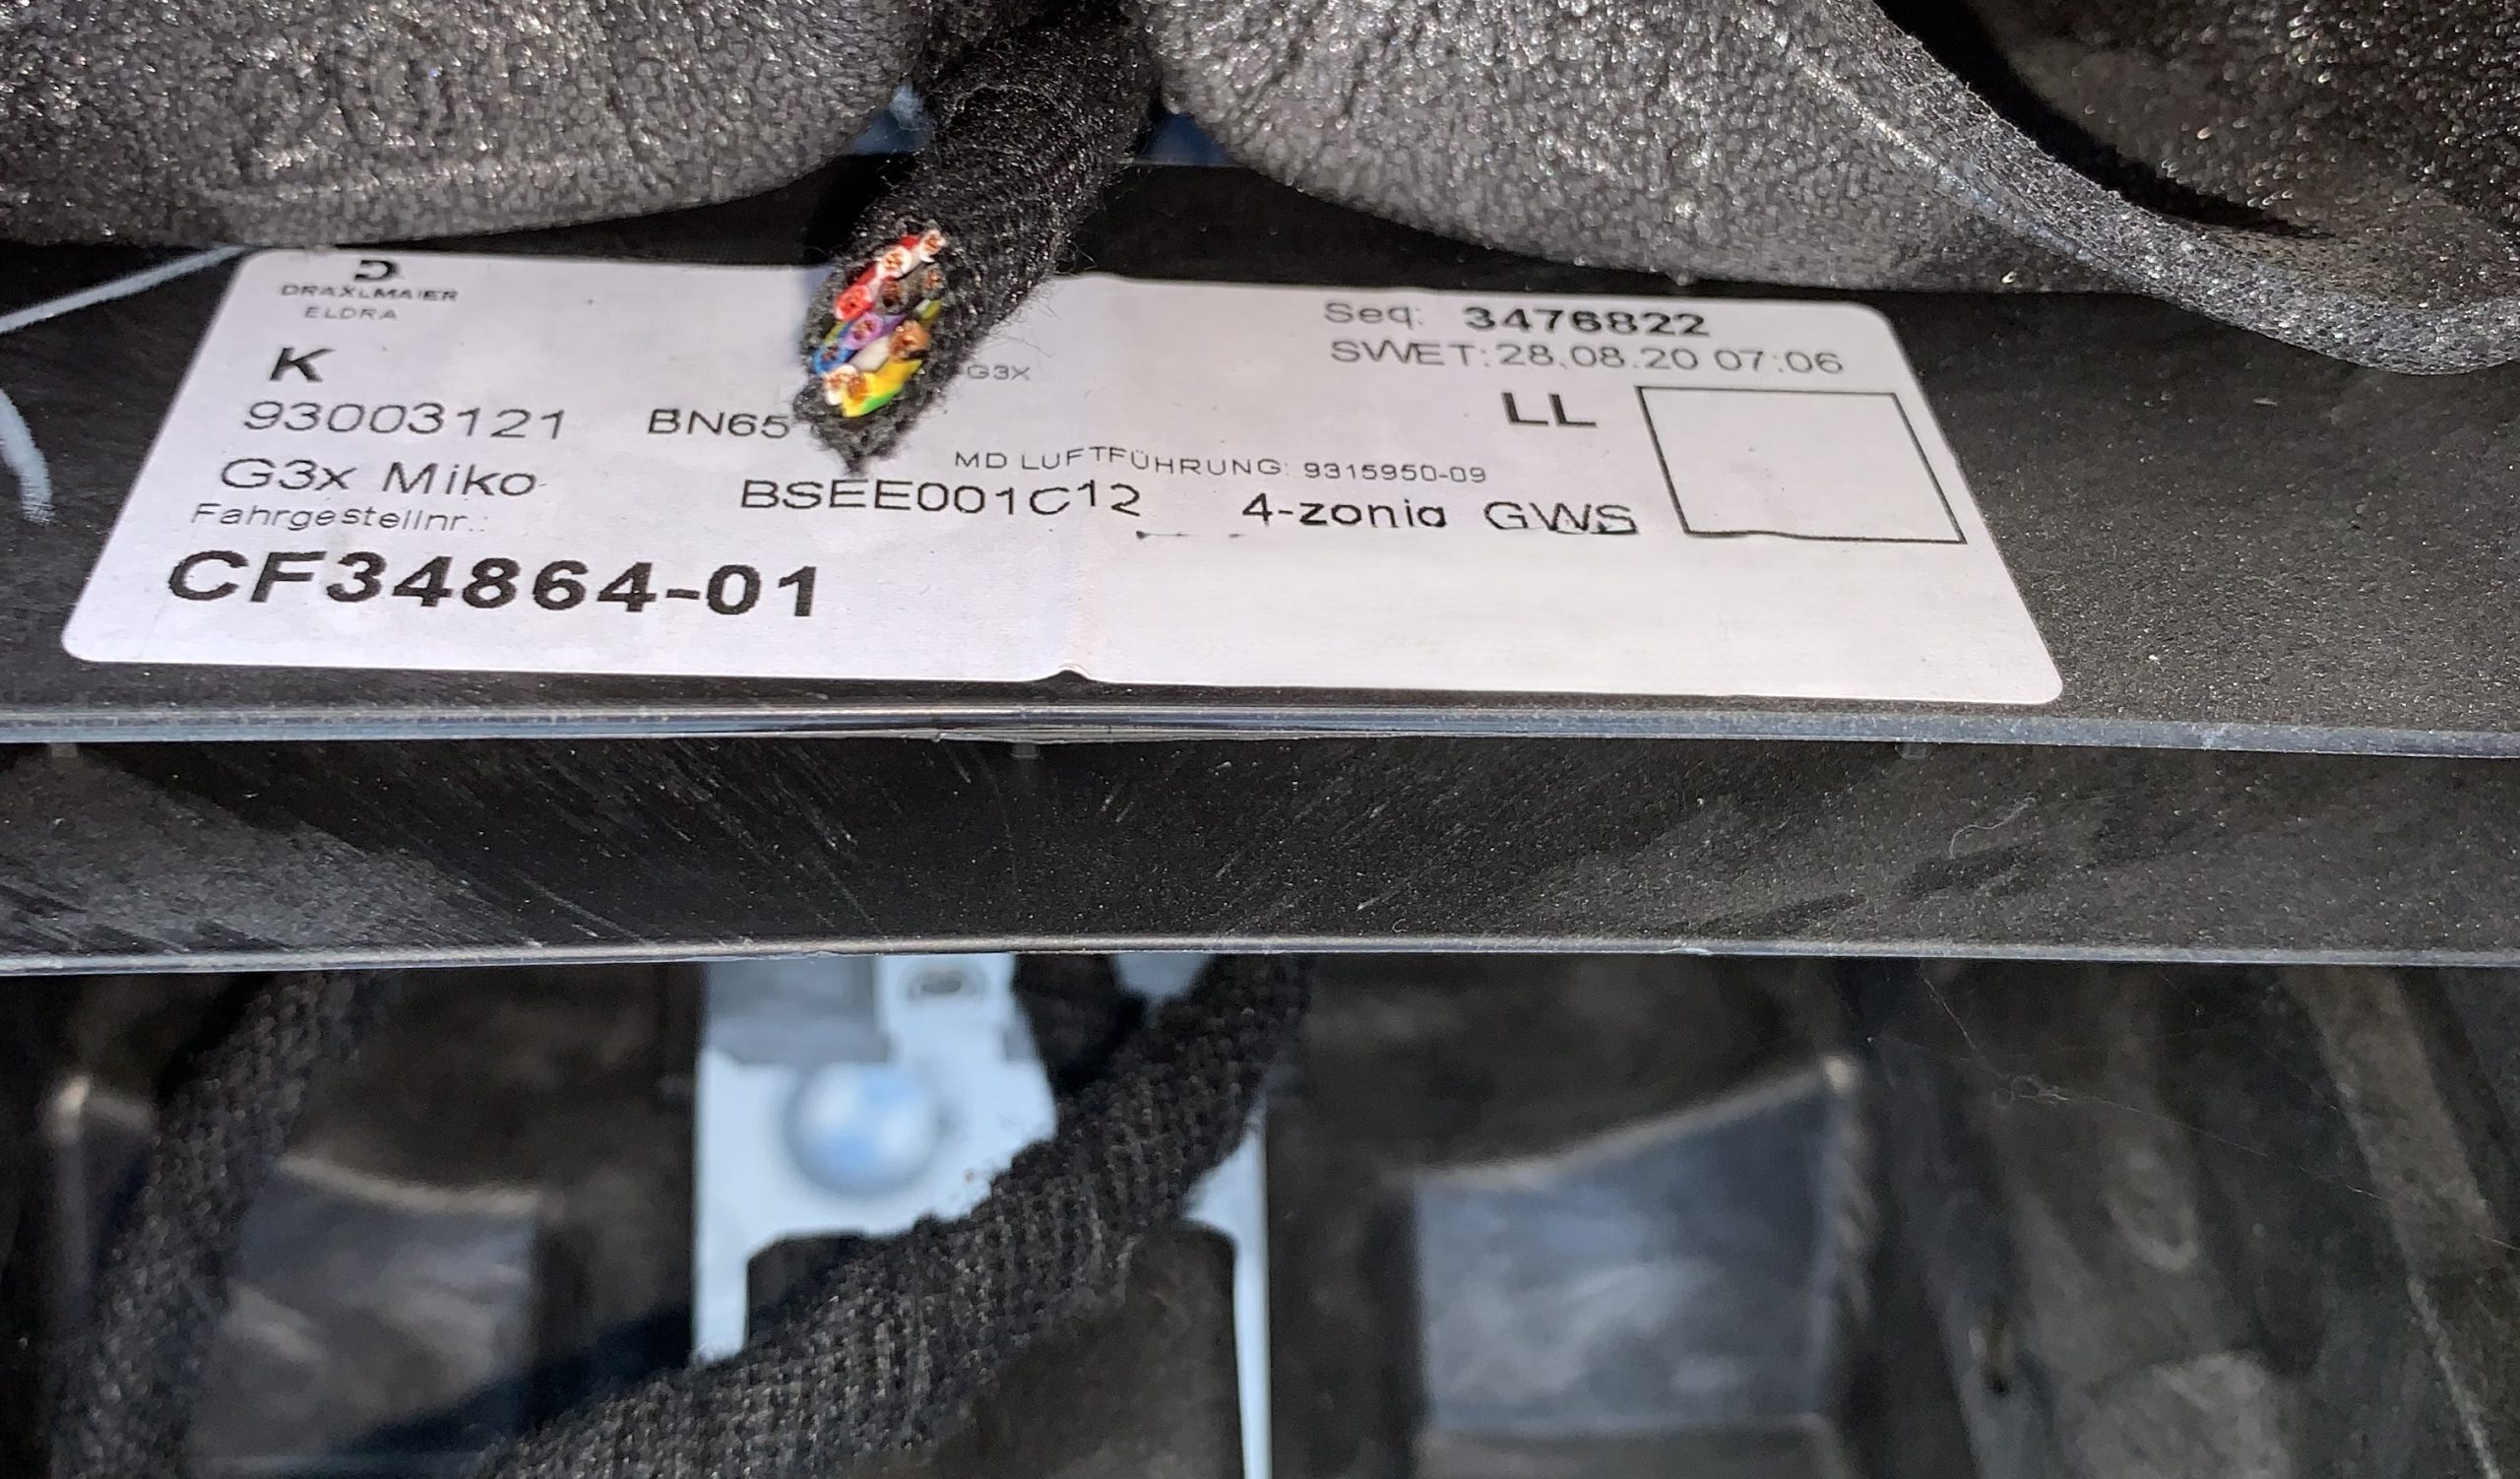 DRAXLMAIER
ELDRA
K
93003121 BN65
G3X
G3x Miko
Fahrgestellnr.:
CF34864-01
Seq: 3476822
SWET:28.08.20 07:06
LL
MD LUFTFÜHRUNG: 9315950-09
BSEE001C12 4-zonig GWS